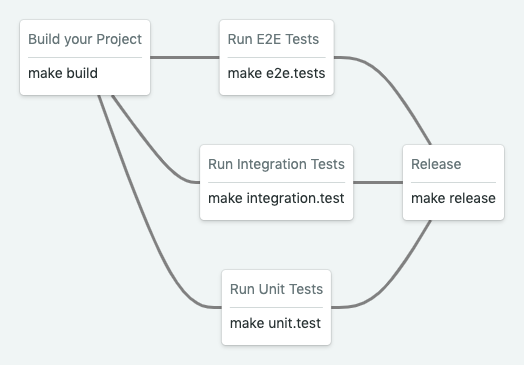 Build your Project
make build
Run E2E Tests
make e2e.tests
Run Integration Tests
make integration.test
Release
make release
Run Unit Tests
make unit.test